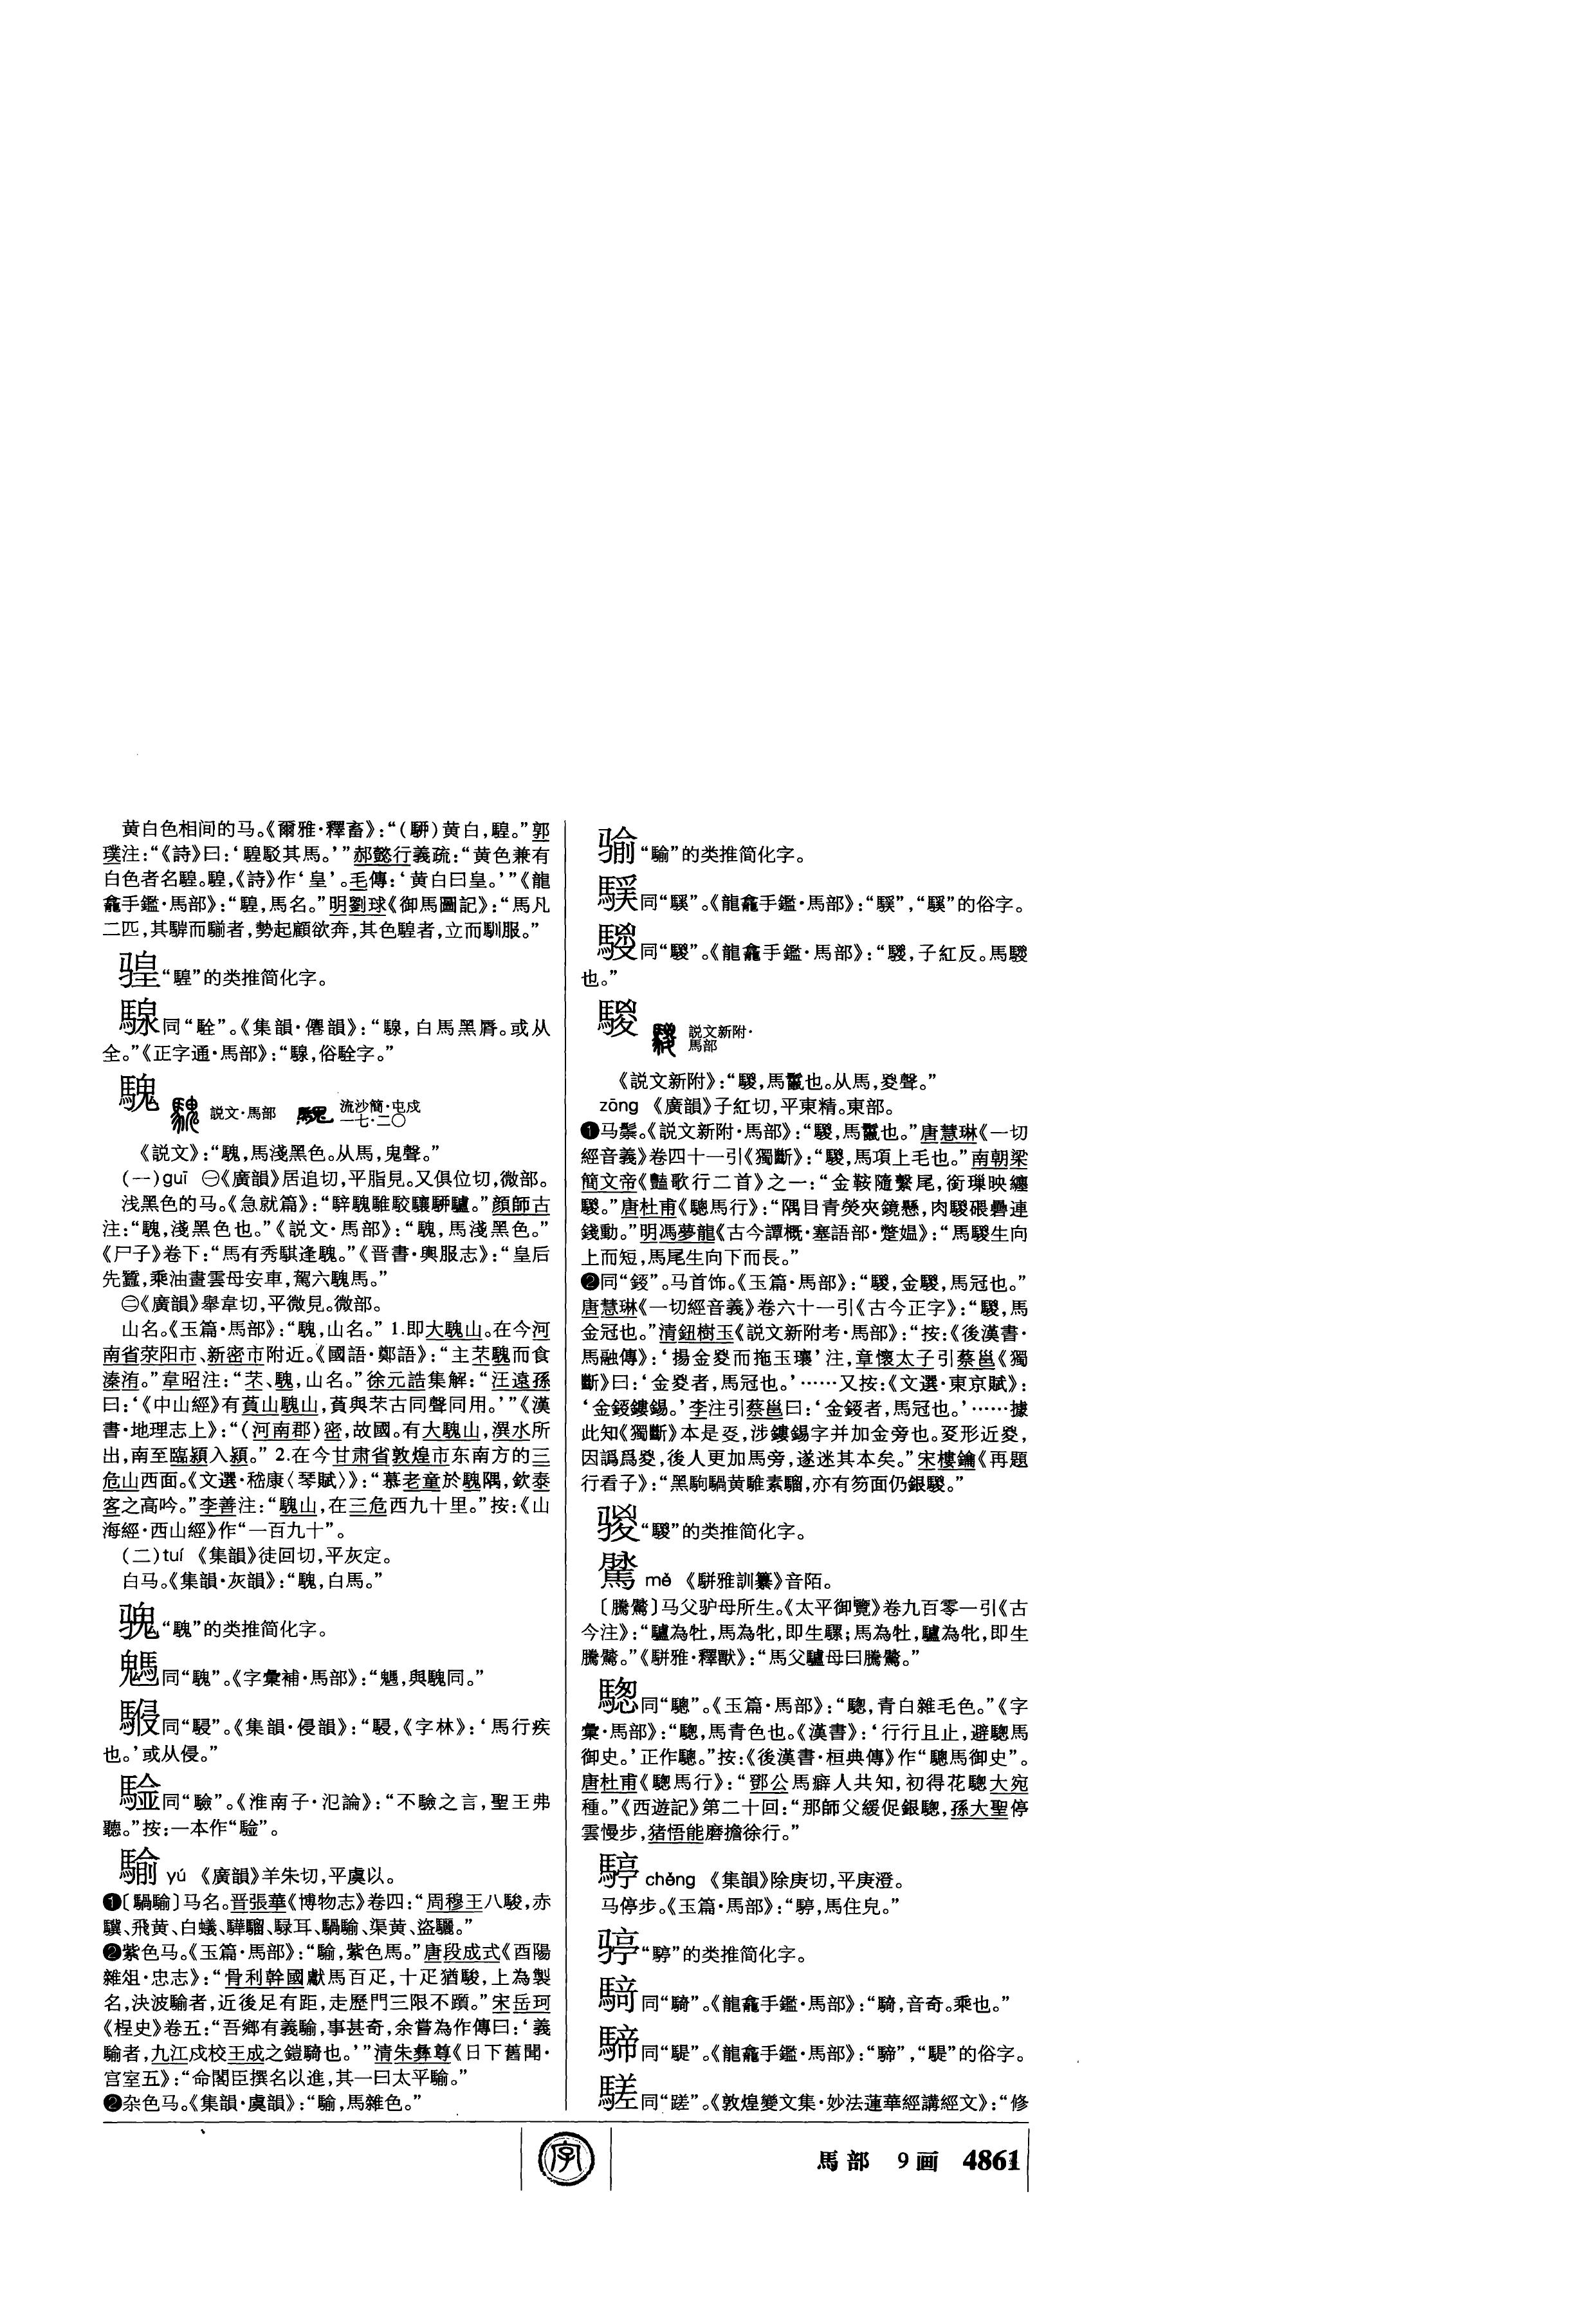 黄白色相间的马。《爾雅·釋畜》：“（駵）黄白，騜。”郭
璞注：“《詩》曰：‘騜駁其馬。’”郝懿行義疏：“黄色兼有
白色者名騜。騜，《詩》作‘皇’。毛傳：‘黄白曰皇。’”《龍
龕手鑑·馬部》：“騜，馬名。”明劉球《御馬圖記》：“馬凡
二匹，其騂而騧者，勢起顧欲奔，其色騜者，立而馴服。”
“騜”的类推简化字。
騡同“駩”。《集韻·僊韻》：“騡，白馬黑脣。或从
全。”《正字通·馬部》：“騡，俗駩字。”
騩 説文·馬部 流沙簡·屯戍
一七·二〇
《説文》：“騩，馬淺黑色。从馬，鬼聲。”
（一）guī ㊀《廣韻》居追切，平脂見。又俱位切，微部。
浅黑色的马。《急就篇》：“騂騩騅駮驪駵驢。”顔師古
注：“騩，淺黑色也。”《説文·馬部》：“騩，馬淺黑色。”
《尸子》卷下：“馬有秀騏逢騩。”《晋書·輿服志》：“皇后
先蠶，乘油畫雲母安車，駕六騩馬。”
㊁《廣韻》舉韋切，平微見。微部。
山名。《玉篇·馬部》：“騩，山名。”1.即大騩山。在今河
南省荥阳市、新密市附近。《國語·鄭語》：“主芣騩而食
溱洧。”韋昭注：“芣、騩，山名。”徐元誥集解：“汪遠孫
曰：‘《中山經》有萯山騩山，萯與芣古同聲同用。’”《漢
書·地理志上》：“（河南郡）密，故國。有大騩山，潩水所
出，南至臨潁入潁。”2.在今甘肃省敦煌市东南方的三
危山西面。《文選·嵇康〈琴賦〉》：“慕老童於騩隅，欽泰
客之高吟。”李善注：“騩山，在三危西九十里。”按：《山
海經·西山經》作“一百九十”。
（二）tuí 《集韻》徒回切，平灰定。
白马。《集韻·灰韻》：“騩，白馬。”
“騩”的类推简化字。
同“騩”。《字彙補·馬部》：“，與騩同。”
同“駸”。《集韻·侵韻》：“駸，《字林》：‘馬行疾
也。’或从侵。”
同“驗”。《淮南子·氾論》：“不驗之言，聖王弗
聽。”按：一本作“”。
騟 yú 《廣韻》羊朱切，平虞以。
❶〔騧騟〕马名。晋張華《博物志》卷四：“周穆王八駿，赤
驥、飛黄、白蟻、驊騮、騄耳、騧騟、渠黄、盜驪。”
❷紫色马。《玉篇·馬部》：“騟，紫色馬。”唐段成式《酉陽
雜俎·忠志》：“骨利幹國獻馬百疋，十疋猶駿，上為製
名，决波騟者，近後足有距，走歷門三限不躓。”宋岳珂
《桯史》卷五：“吾鄉有義騟，事甚奇，余嘗為作傳曰：‘義
騟者，九江戍校王成之鎧騎也。’”清朱彝尊《日下舊聞·
宫室五》：“命閣臣撰名以進，其一曰太平騟。”
❷杂色马。《集韻·虞韻》：“騟，馬雜色。”
“騟”的类推简化字。
同“騱”。《龍龕手鑑·馬部》：“”，“騱”的俗字。
同“騣”。《龍龕手鑑·馬部》：“，子紅反。馬騣
也。”
騣 説文新附·
馬部
《説文新附》：“騣，馬鬣也。从馬，㚇聲。”
zōng 《廣韻》子紅切，平東精。東部。
❶马鬃。《説文新附·馬部》：“騣，馬鬣也。”唐慧琳《一切
經音義》卷四十一引《獨斷》：“騣，馬項上毛也。”南朝梁
簡文帝《豔歌行二首》之一：“金鞍隨繫尾，銜璅映纏
騣。”唐杜甫《驄馬行》：“隅目青熒夾鏡懸，肉騣碨礨連
錢動。”明馮夢龍《古今譚概·塞語部·蹩媪》：“馬騣生向
上而短，馬尾生向下而長。”
❷同“鍐”。马首饰。《玉篇·馬部》：“騣，金騣，馬冠也。”
唐慧琳《一切經音義》卷六十一引《古今正字》：“騣，馬
金冠也。”清鈕樹玉《説文新附考·馬部》：“按：《後漢書·
馬融傳》：‘揚金㚇而拖玉瓖’注，章懷太子引蔡邕《獨
斷》曰：‘金㚇者，馬冠也。’……又按：《文選·東京賦》：
‘金鋄鏤鍚。’李注引蔡邕曰：‘金鋄者，馬冠也。’……據
此知《獨斷》本是㚇，涉鏤鍚字并加金旁也。形近㚇，
因譌爲㚇，後人更加馬旁，遂迷其本矣。”宋樓鑰《再題
行看子》：“黑駒騧黄騅素騮，亦有笏面仍銀騣。”
“騣”的类推简化字。
mǒ 《駢雅訓纂》音陌。
〔騰〕马父驴母所生。《太平御覽》卷九百零一引《古
今注》：“驢為牡，馬為牝，即生騾；馬為牡，驢為牝，即生
騰。”《駢雅·釋獸》：“馬父驢母曰騰。”
騘同“驄”。《玉篇·馬部》：“驄，青白雜毛色。”《字
彙·馬部》：“騘，馬青色也。《漢書》：‘行行且止，避騘馬
御史。’正作驄。”按：《後漢書·桓典傳》作“驄馬御史”。
唐杜甫《騘馬行》：“鄧公馬癖人共知，初得花騘大宛
種。”《西遊記》第二十回：“那師父緩促銀騘，孫大聖停
雲慢步，猪悟能磨擔徐行。”
chěng 《集韻》除庚切，平庚澄。
马停步。《玉篇·馬部》：“，馬住皃。”
“”的类推简化字。
同“騎”。《龍龕手鑑·馬部》：“騎，音奇。乘也。”
同“騠”。《龍龕手鑑·馬部》：“”，“騠”的俗字。
同“蹉”。《敦煌變文集·妙法蓮華經講經文》：“修
字
馬部 9画 4861